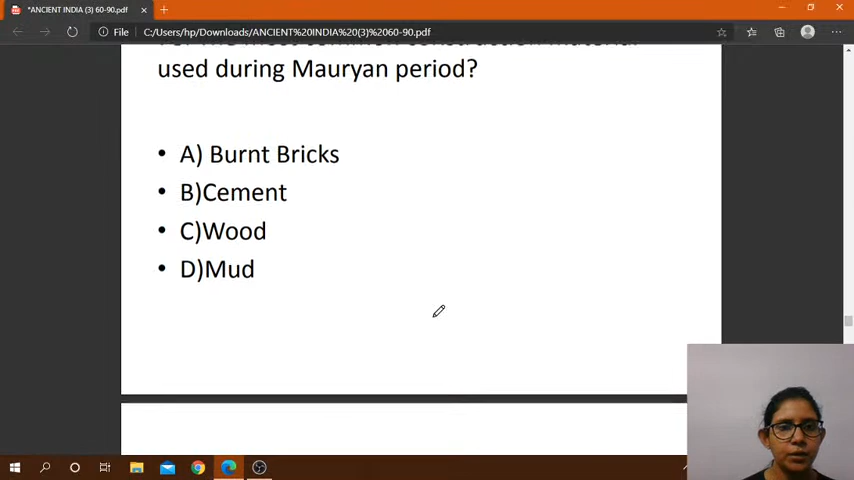 *ANCIENT INDIA (3) 60-90.pdf
File
C:/Users/hp/Downloads/ANCIENT%20INDIA%20(3)%2060-90.pdf
used during Mauryan period?
• A) Burnt Bricks
• B)Cement
• C)Wood
• D)Mud